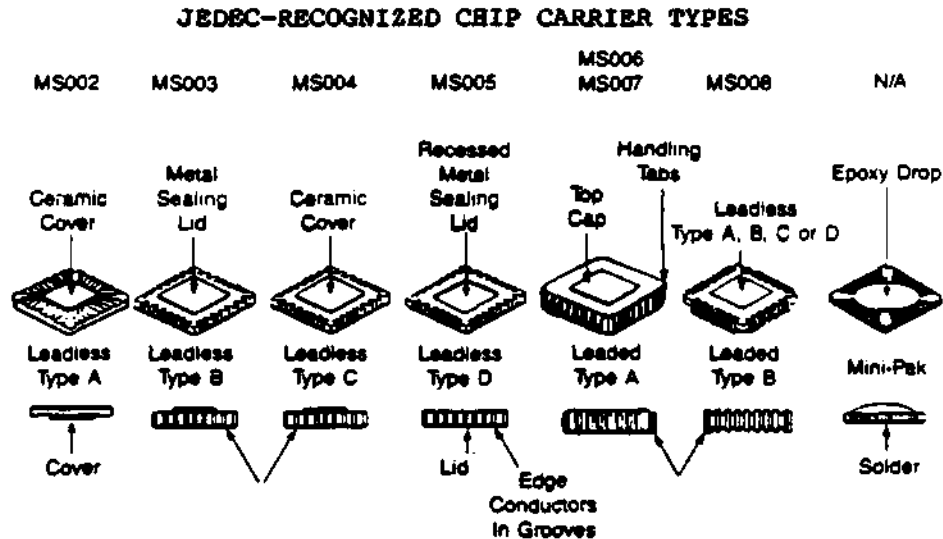 JEDEC-RECOGNIZED CHIP CARRIER TYPES
MS002
MS003
MS004
MS005
MS006
MS007
MS008
N/A
Ceramic
Cover
Metal
Sealing
Lid
Ceramic
Cover
Recessed
Metal
Sealing
Lid
Top
Cap
Handling
Tabs
Leadless
Type A, B, C or D
Epoxy Drop
Leadless
Type A
Leadless
Type B
Leadless
Type C
Leadless
Type D
Leaded
Type A
Leaded
Type B
Mini-Pak
Cover
Lid
Edge
Conductors
In Grooves
Solder